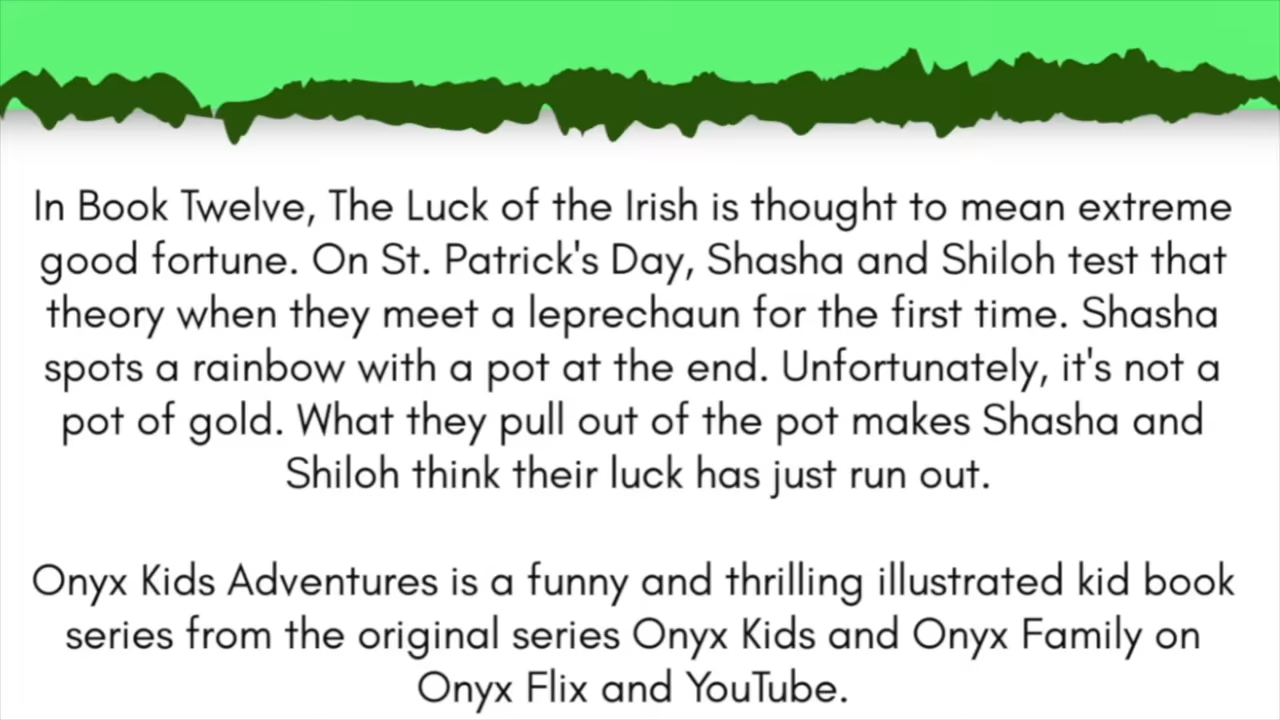 In Book Twelve, The Luck of the Irish is thought to mean extreme
good fortune. On St. Patrick's Day, Shasha and Shiloh test that
theory when they meet a leprechaun for the first time. Shasha
spots a rainbow with a pot at the end. Unfortunately, it's not a
pot of gold. What they pull out of the pot makes Shasha and
Shiloh think their luck has just run out.
Onyx Kids Adventures is a funny and thrilling illustrated kid book
series from the original series Onyx Kids and Onyx Family on
Onyx Flix and YouTube.